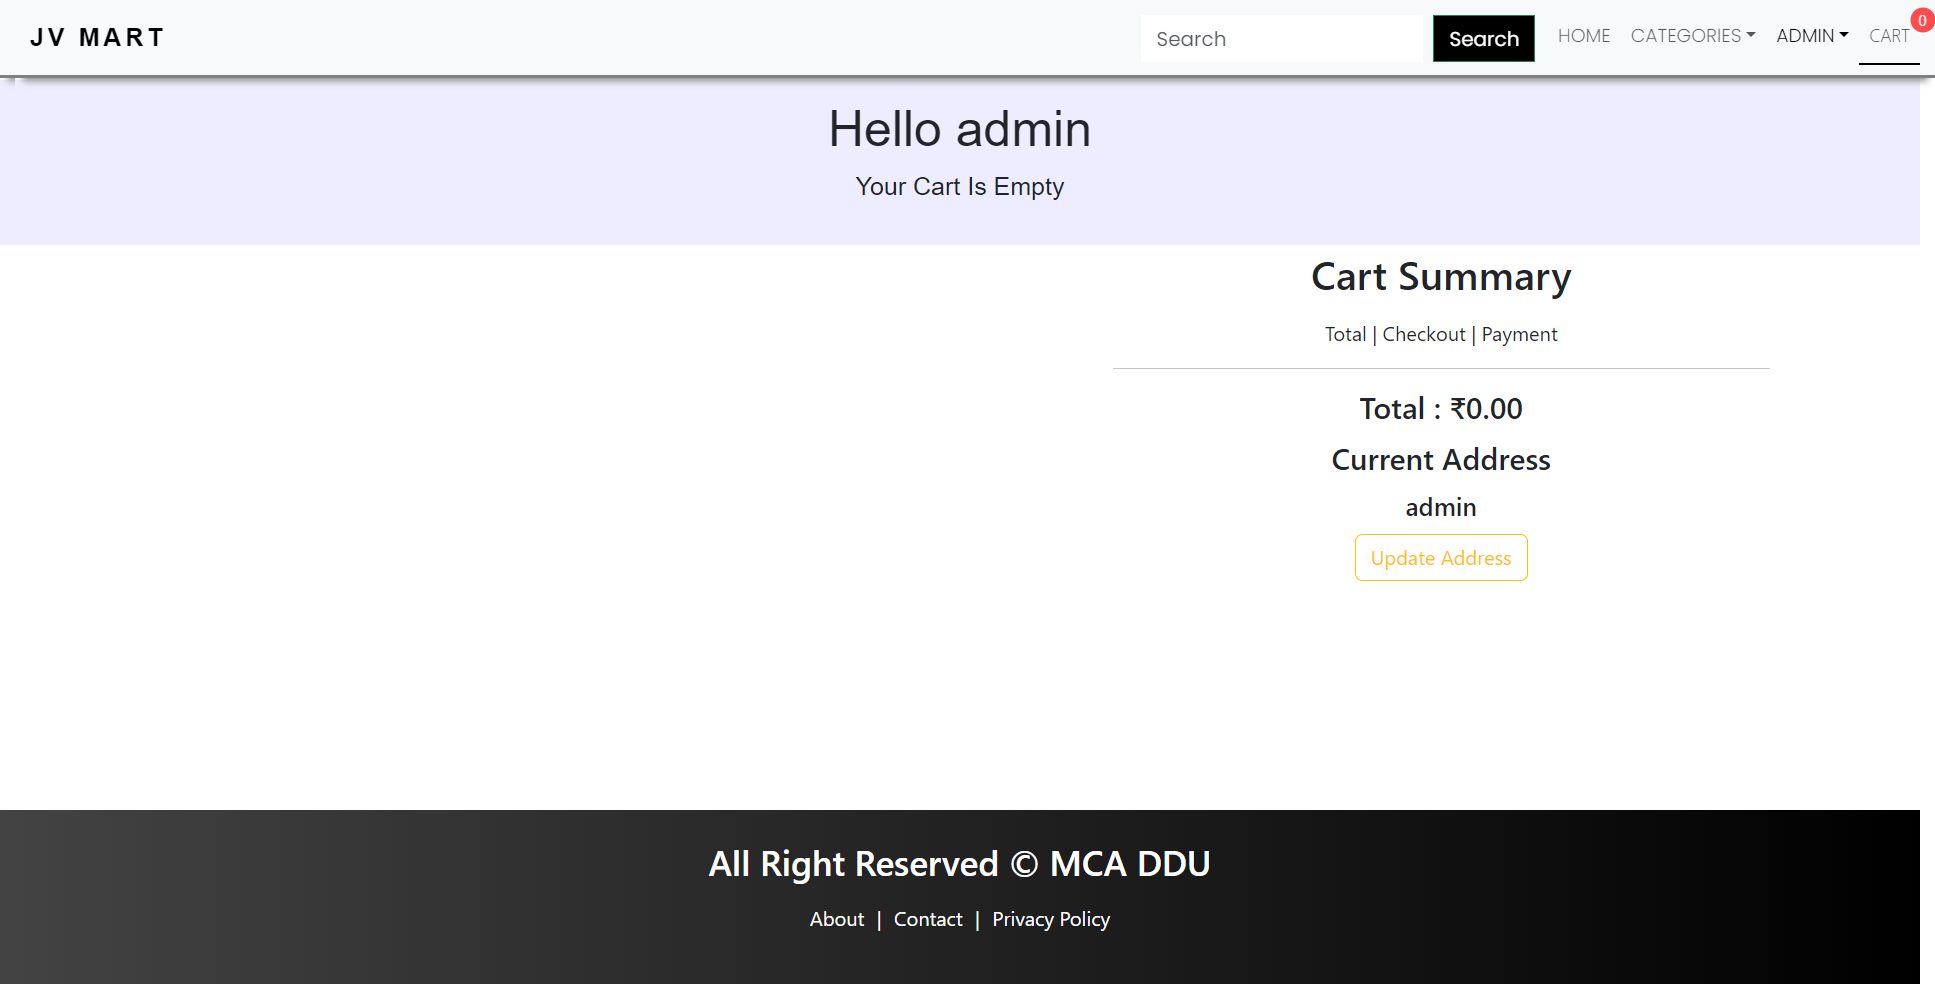 JV MART
Search
Search
HOME
CATEGORIES
ADMIN
CART
0
Hello admin
Your Cart Is Empty
Cart Summary
Total | Checkout | Payment
Total : ₹0.00
Current Address
admin
Update Address
All Right Reserved © MCA DDU
About | Contact | Privacy Policy